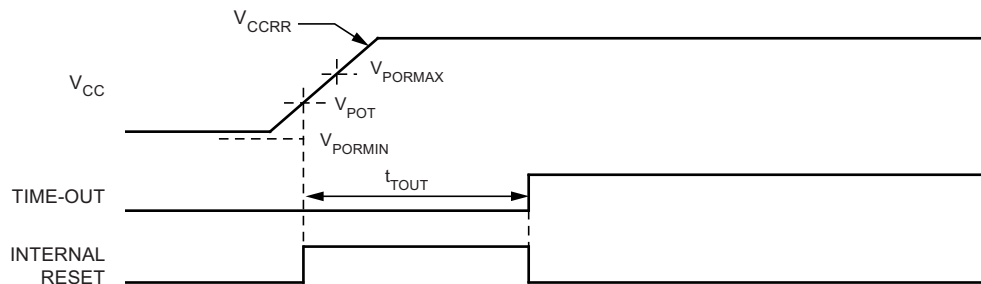 VCCRR
VPORMAX
VCC
VPOT
VPORMIN
tTOUT
TIME-OUT
INTERNAL
RESET